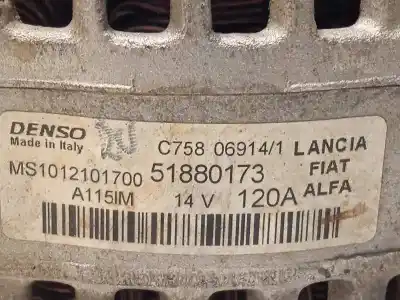 DENSO C758 06914/1 LANCIA
Made in Italy
MS1012101700 51880173 FIAT
A115IM 14 V 120A ALFA